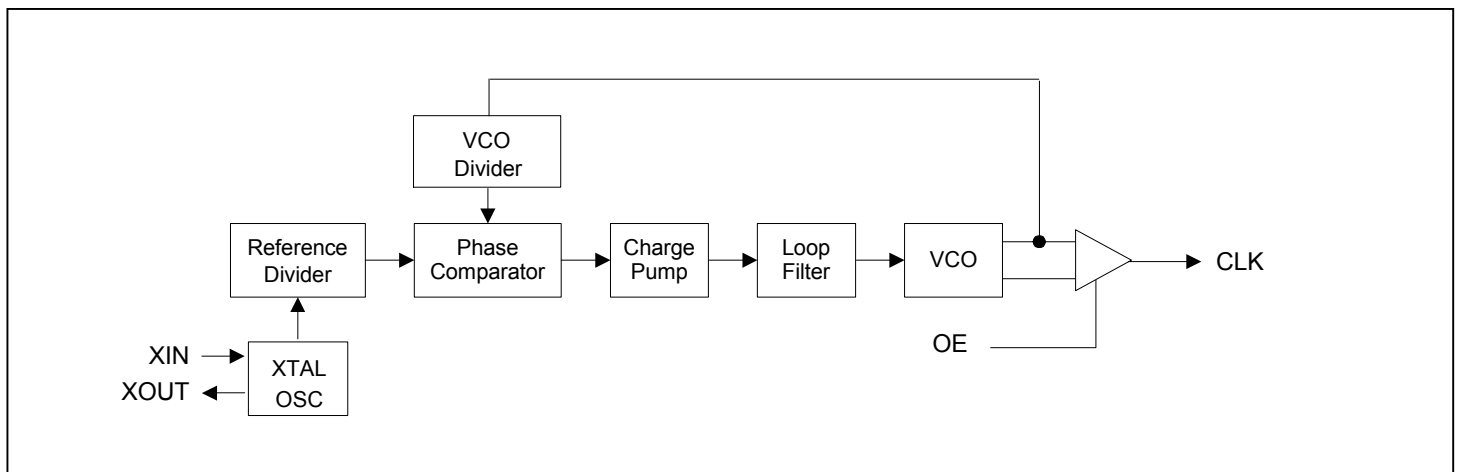 VCO
Divider
Reference
Divider
Phase
Comparator
Charge
Pump
Loop
Filter
VCO
CLK
XIN
XOUT
XTAL
OSC
OE